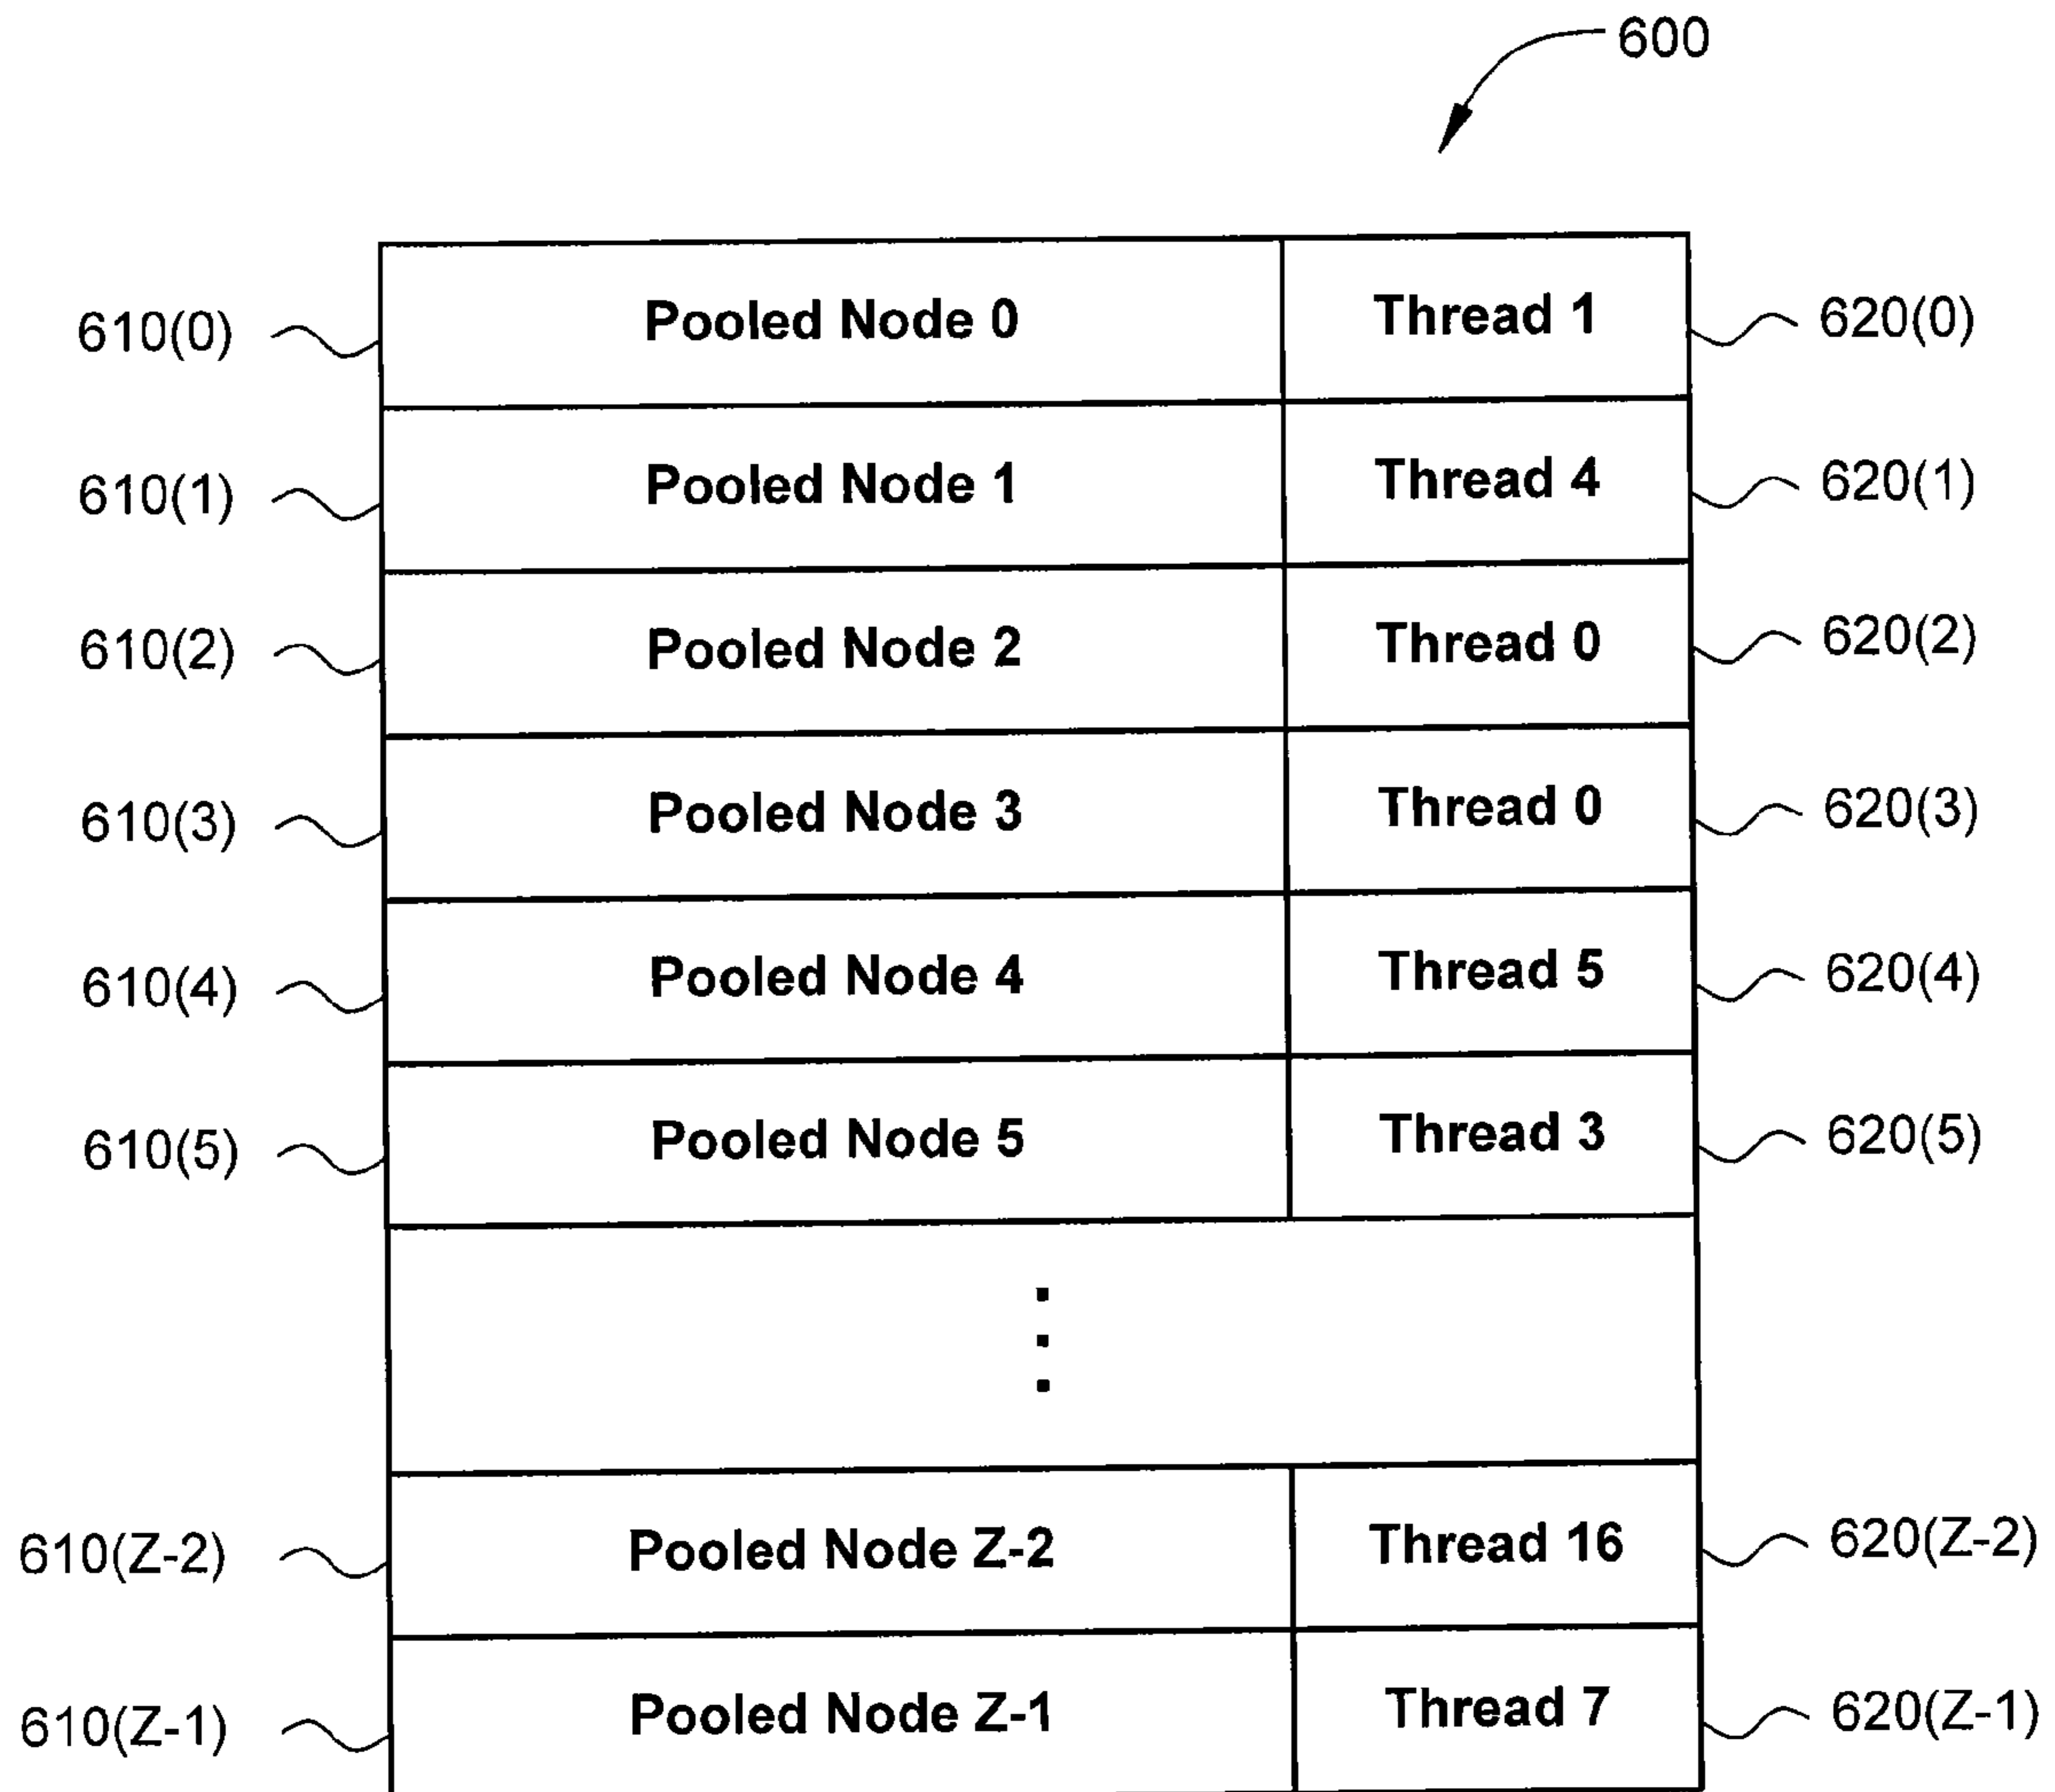 600
610(0) Pooled Node 0 Thread 1 620(0)
610(1) Pooled Node 1 Thread 4 620(1)
610(2) Pooled Node 2 Thread 0 620(2)
610(3) Pooled Node 3 Thread 0 620(3)
610(4) Pooled Node 4 Thread 5 620(4)
610(5) Pooled Node 5 Thread 3 620(5)
610(Z-2) Pooled Node Z-2 Thread 16 620(Z-2)
610(Z-1) Pooled Node Z-1 Thread 7 620(Z-1)